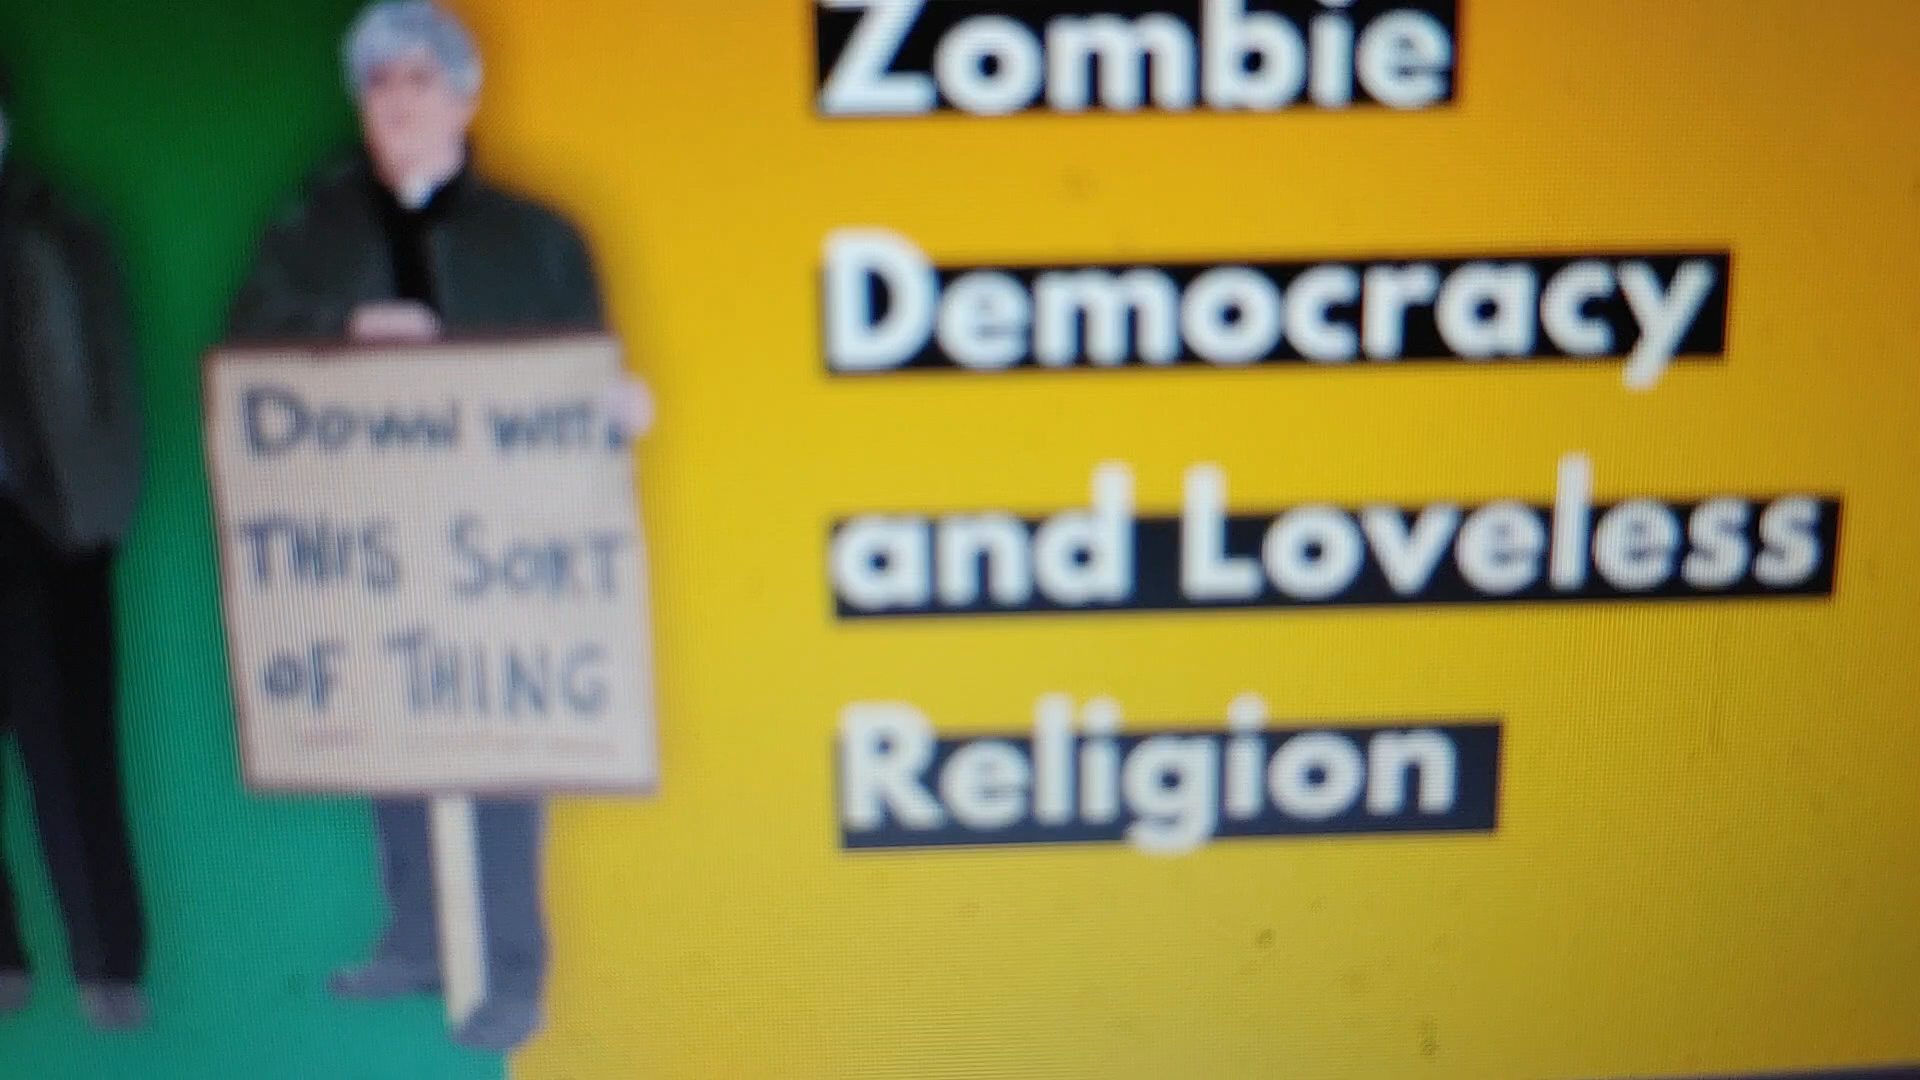 Down with
This Sort
of Thing
Zombie
Democracy
and Loveless
Religion